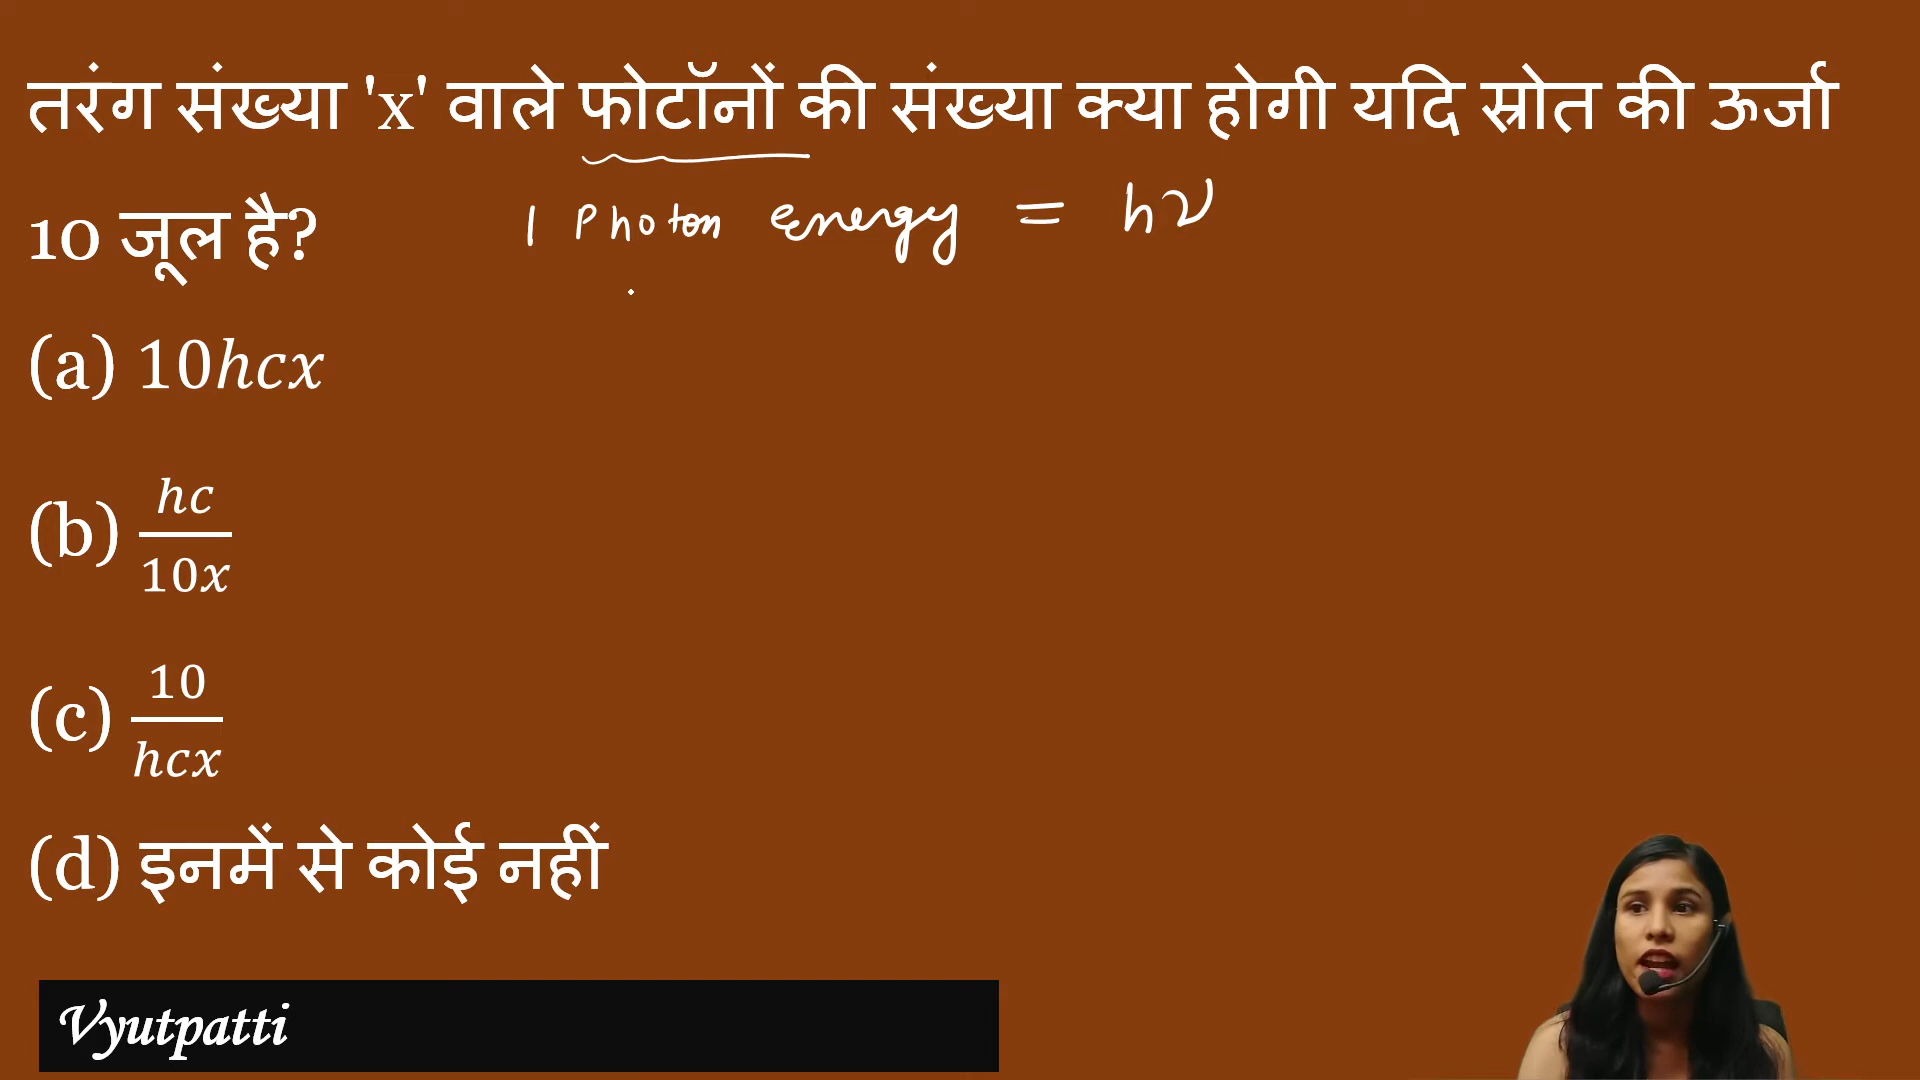 तरंग संख्या 'x' वाले फोटॉनों की संख्या क्या होगी यदि स्रोत की ऊर्जा
10 जूल है?
1 Photon energy = hν
(a) 10hcx
(b) hc/10x
(c) 10/hcx
(d) इनमें से कोई नहीं
Vyutpatti